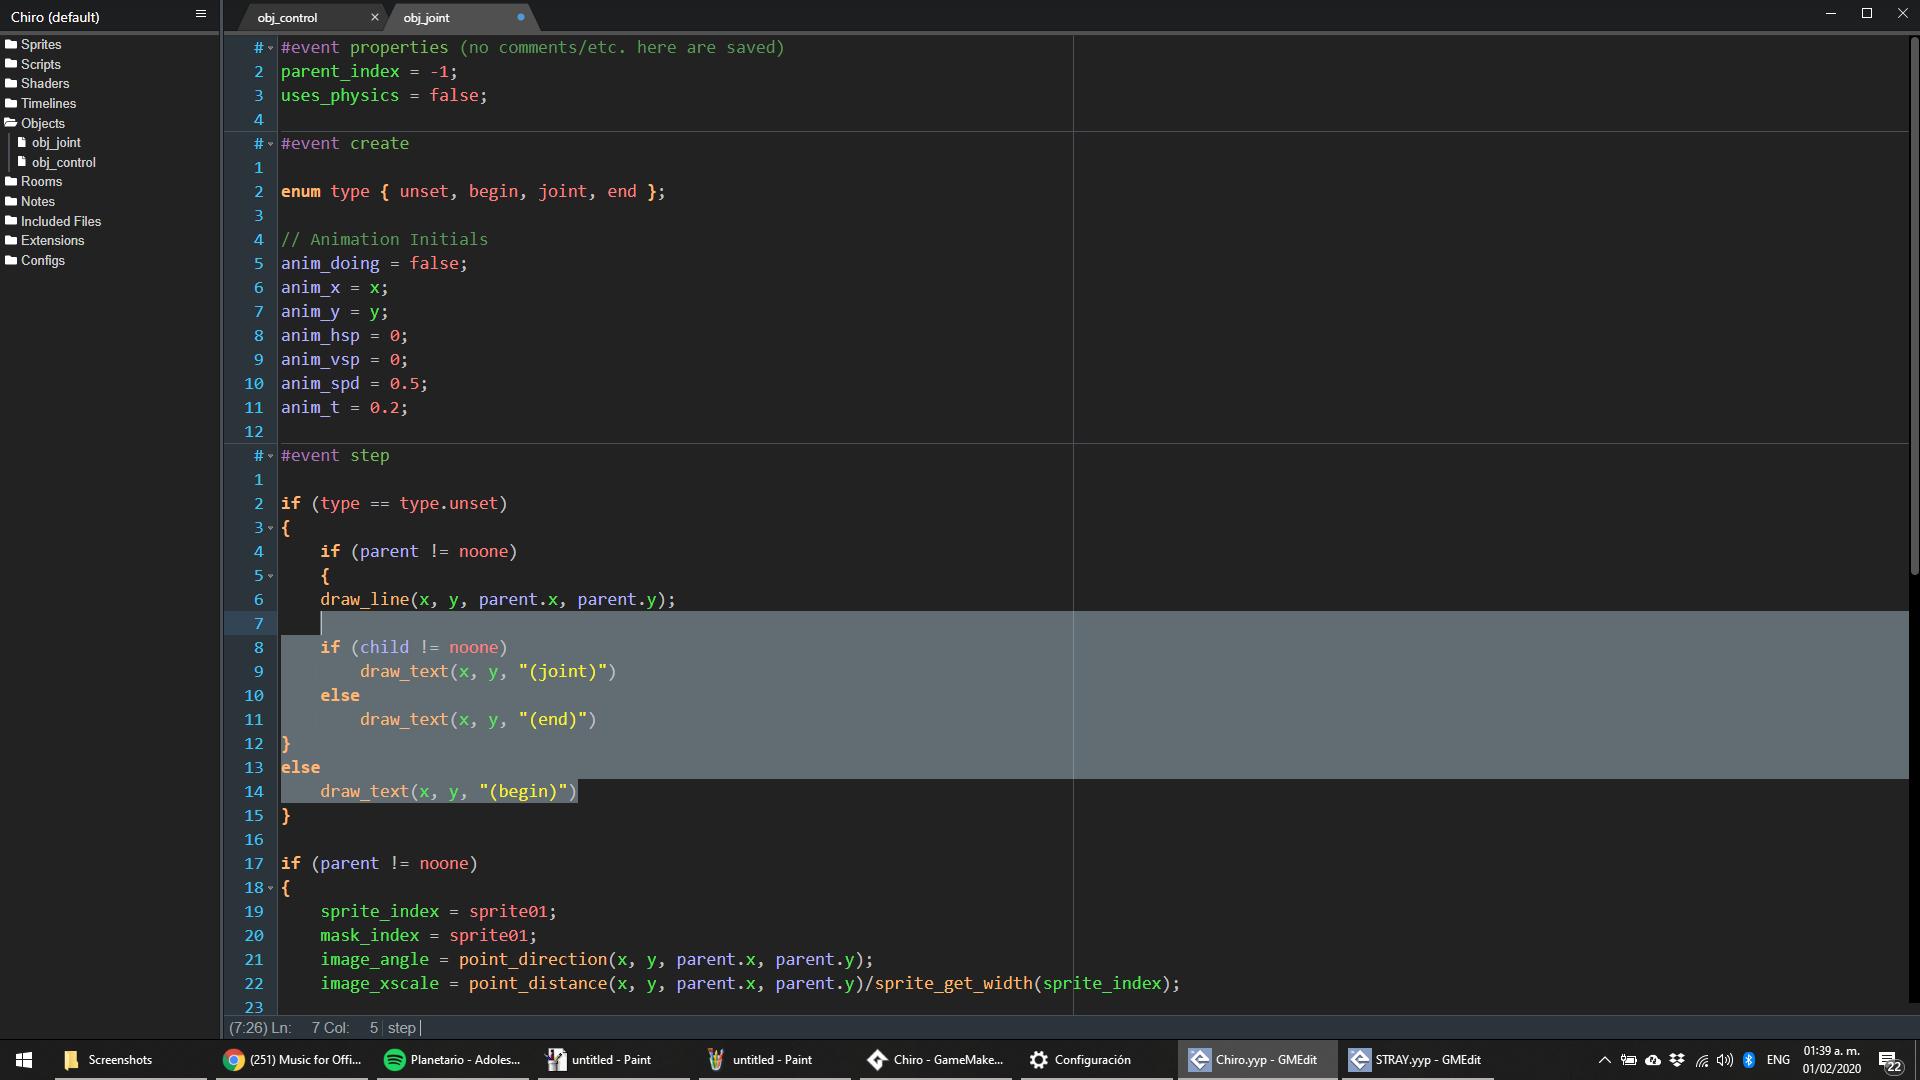 Chiro (default)
obj_control
obj_joint
Sprites
Scripts
Shaders
Timelines
Objects
obj_joint
obj_control
Rooms
Notes
Included Files
Extensions
Configs
# #event properties (no comments/etc. here are saved)
2 parent_index = -1;
3 uses_physics = false;
4
# #event create
1
2 enum type { unset, begin, joint, end };
3
4 // Animation Initials
5 anim_doing = false;
6 anim_x = x;
7 anim_y = y;
8 anim_hsp = 0;
9 anim_vsp = 0;
10 anim_spd = 0.5;
11 anim_t = 0.2;
12
# #event step
1
2 if (type == type.unset)
3 {
4     if (parent != noone)
5     {
6     draw_line(x, y, parent.x, parent.y);
7
8     if (child != noone)
9         draw_text(x, y, "(joint)")
10     else
11         draw_text(x, y, "(end)")
12 }
13 else
14     draw_text(x, y, "(begin)")
15 }
16
17 if (parent != noone)
18 {
19     sprite_index = sprite01;
20     mask_index = sprite01;
21     image_angle = point_direction(x, y, parent.x, parent.y);
22     image_xscale = point_distance(x, y, parent.x, parent.y)/sprite_get_width(sprite_index);
23
(7:26) Ln: 7 Col: 5 step
Screenshots
(251) Music for Offi...
Planetario - Adoles...
untitled - Paint
untitled - Paint
Chiro - GameMake...
Configuración
Chiro.yyp - GMEdit
STRAY.yyp - GMEdit
ENG
01:39 a. m.
01/02/2020
22